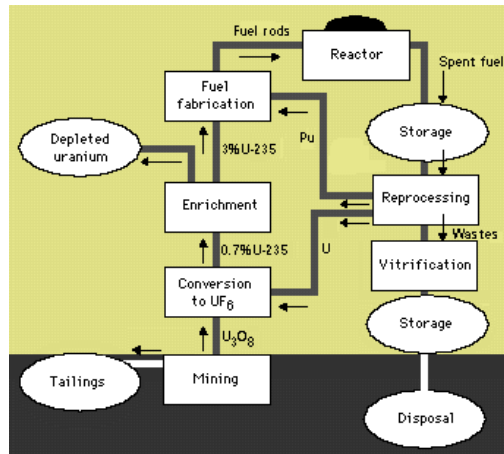 Fuel rods
Reactor
Spent fuel
Fuel
fabrication
Depleted
uranium
Storage
Pu
3%U-235
Enrichment
Reprocessing
Wastes
0.7%U-235
U
Vitrification
Conversion
to UF₆
U₃O₈
Storage
Tailings
Mining
Disposal